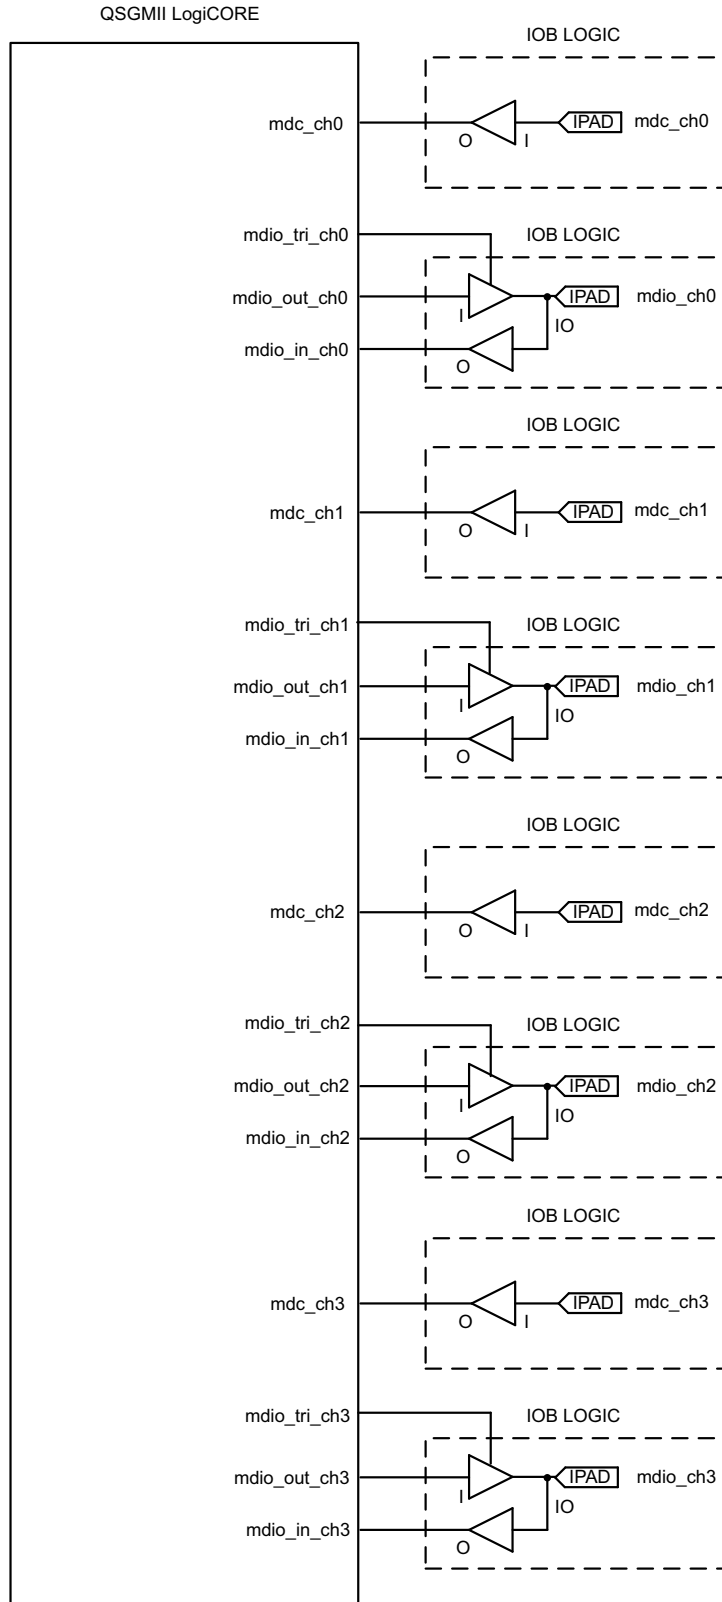 QSGMII LogiCORE
IOB LOGIC
mdc_ch0
O
I
IPAD
mdc_ch0
mdio_tri_ch0
IOB LOGIC
mdio_out_ch0
I
IPAD
mdio_ch0
IO
mdio_in_ch0
O
IOB LOGIC
mdc_ch1
O
I
IPAD
mdc_ch1
mdio_tri_ch1
IOB LOGIC
mdio_out_ch1
I
IPAD
mdio_ch1
IO
mdio_in_ch1
O
IOB LOGIC
mdc_ch2
O
I
IPAD
mdc_ch2
mdio_tri_ch2
IOB LOGIC
mdio_out_ch2
I
IPAD
mdio_ch2
IO
mdio_in_ch2
O
IOB LOGIC
mdc_ch3
O
I
IPAD
mdc_ch3
mdio_tri_ch3
IOB LOGIC
mdio_out_ch3
I
IPAD
mdio_ch3
IO
mdio_in_ch3
O